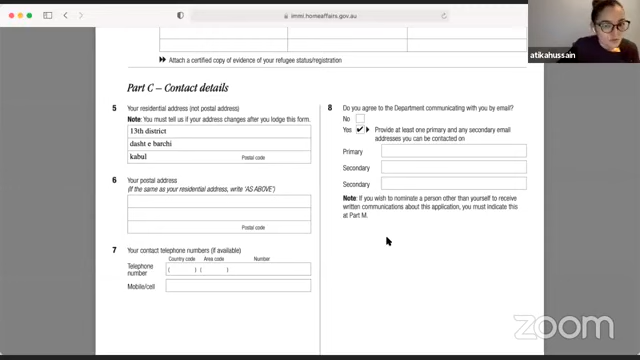 immi.homeaffairs.gov.au
atikahussain
Attach a certified copy of evidence of your refugee status/registration
Part C – Contact details
5 Your residential address (not postal address)
Note: You must tell us if your address changes after you lodge this form.
13th district
dasht e barchi
kabul
Postal code
6 Your postal address
(If the same as your residential address, write 'AS ABOVE')
Postal code
7 Your contact telephone numbers (if available)
Country code Area code Number
Telephone
number
( ) ( )
Mobile/cell
8 Do you agree to the Department communicating with you by email?
No
Yes ✔ Provide at least one primary and any secondary email
addresses you can be contacted on
Primary
Secondary
Secondary
Note: If you wish to nominate a person other than yourself to receive
written communications about this application, you must indicate this
at Part M.
zoom